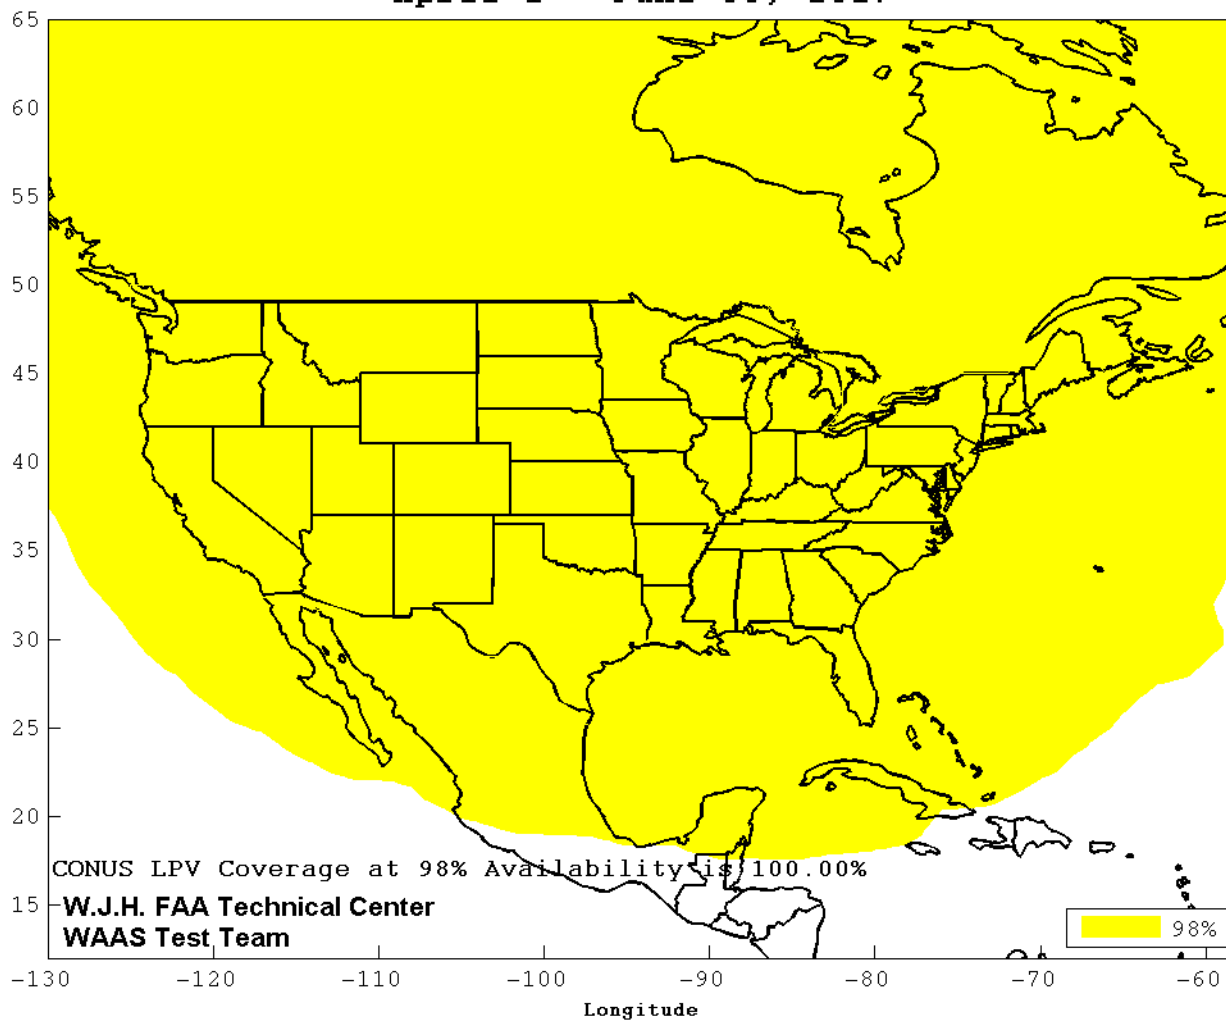 65
60
55
50
45
40
35
30
25
20
CONUS LPV Coverage at 98% Availability is 100.00%
15
W.J.H. FAA Technical Center
WAAS Test Team
98%
-130 -120 -110 -100 -90 -80 -70 -60
Longitude